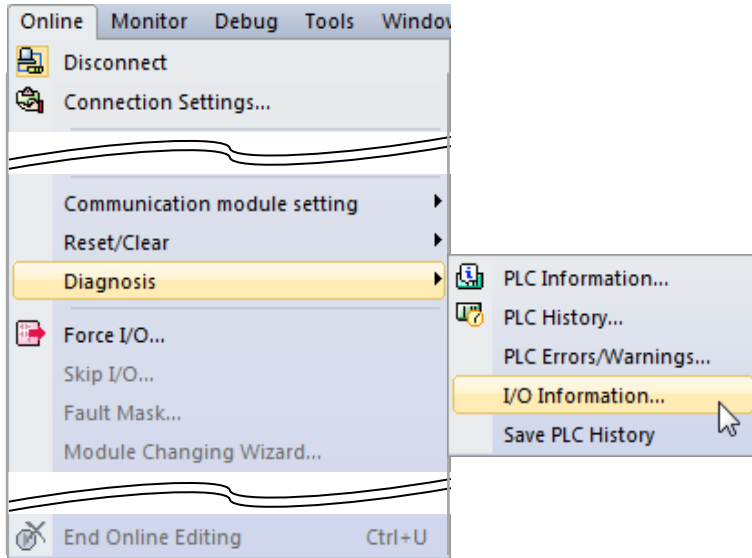 Online Monitor Debug Tools Window
Disconnect
Connection Settings...
Communication module setting
Reset/Clear
Diagnosis
Force I/O...
Skip I/O...
Fault Mask...
Module Changing Wizard...
End Online Editing Ctrl+U
PLC Information...
PLC History...
PLC Errors/Warnings...
I/O Information...
Save PLC History